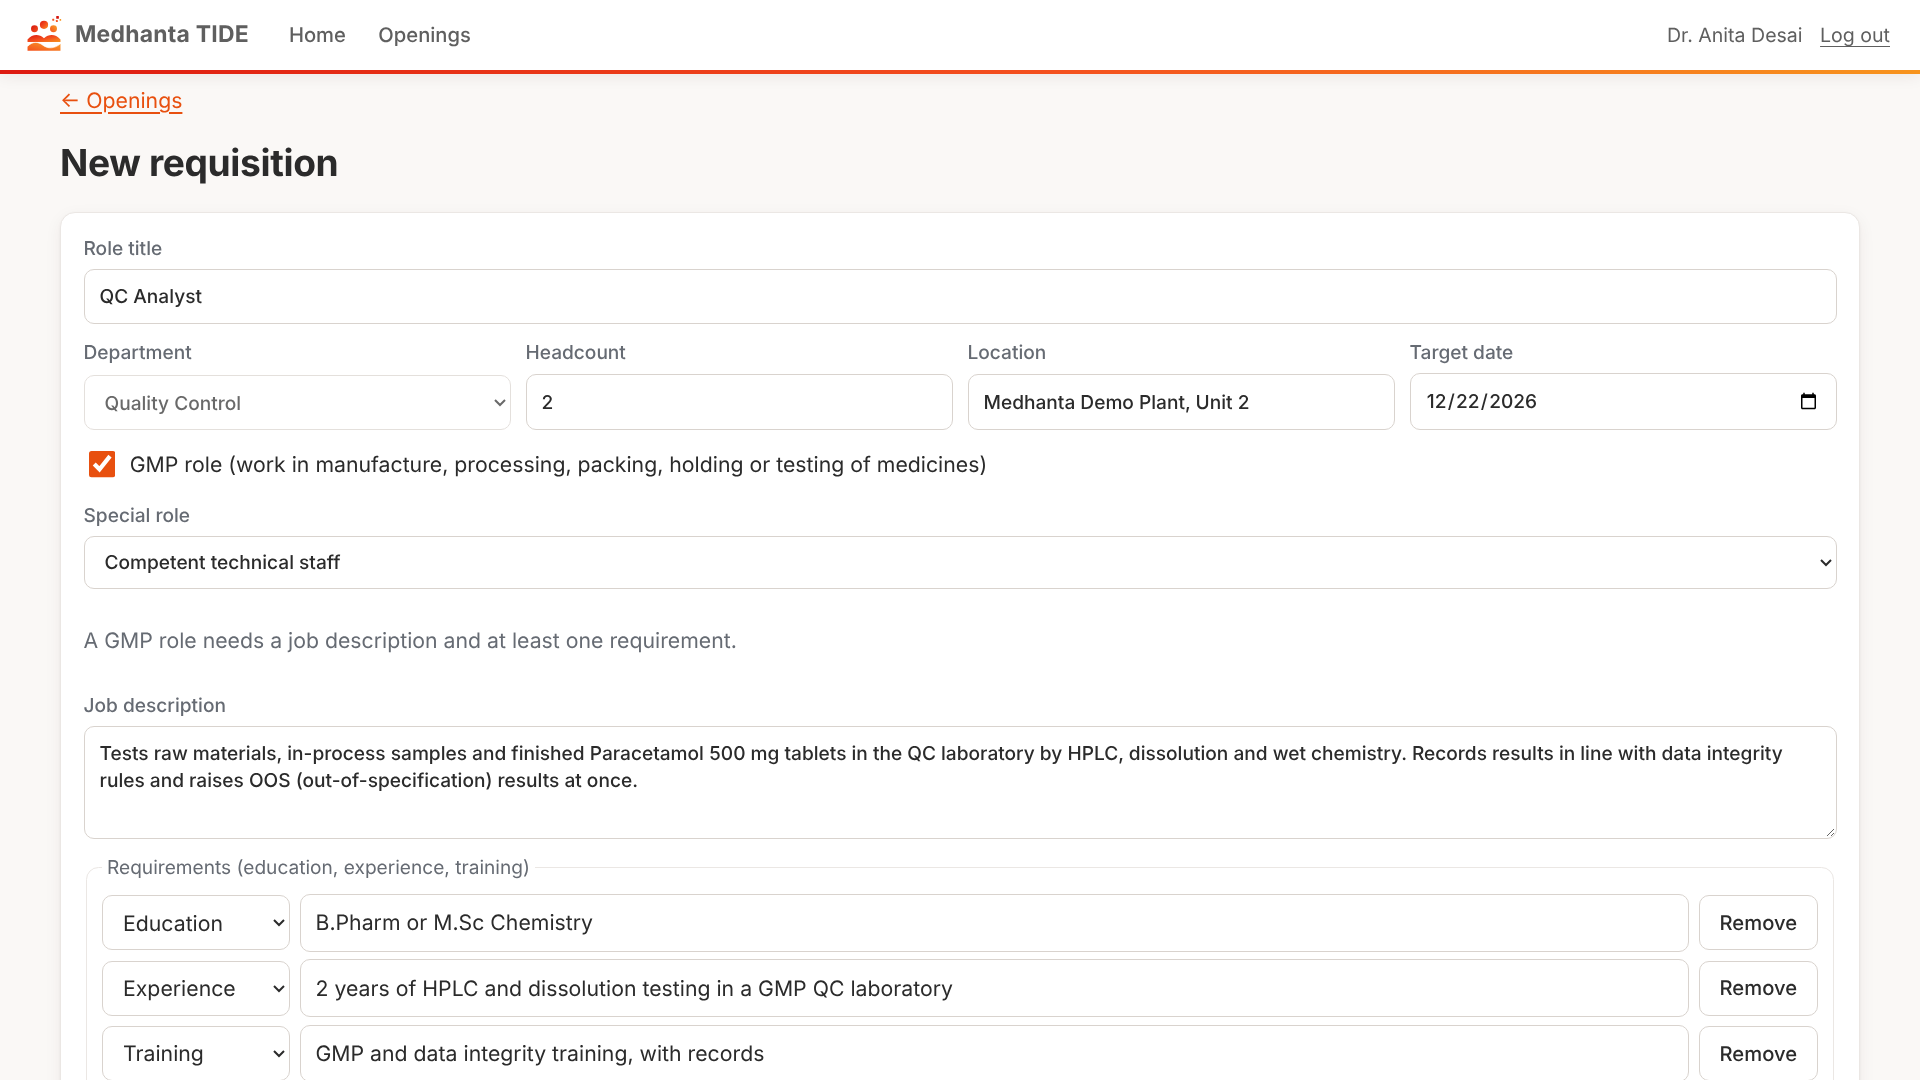 Medhanta TIDE
Home
Openings
Dr. Anita Desai
Log out
← Openings
New requisition
Role title
QC Analyst
Department
Headcount
Location
Target date
Quality Control
2
Medhanta Demo Plant, Unit 2
12/22/2026
GMP role (work in manufacture, processing, packing, holding or testing of medicines)
Special role
Competent technical staff
A GMP role needs a job description and at least one requirement.
Job description
Tests raw materials, in-process samples and finished Paracetamol 500 mg tablets in the QC laboratory by HPLC, dissolution and wet chemistry. Records results in line with data integrity
rules and raises OOS (out-of-specification) results at once.
Requirements (education, experience, training)
Education
B.Pharm or M.Sc Chemistry
Remove
Experience
2 years of HPLC and dissolution testing in a GMP QC laboratory
Remove
Training
GMP and data integrity training, with records
Remove